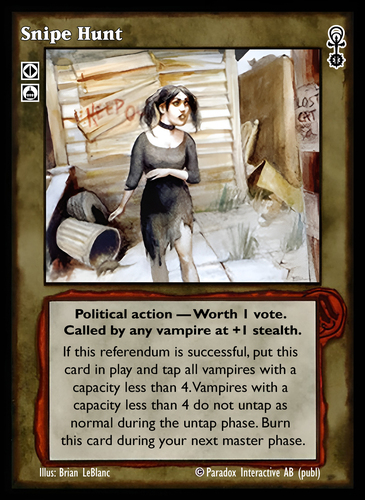 Snipe Hunt
KEEP O
LOST
CAT
Political action — Worth 1 vote.
Called by any vampire at +1 stealth.
If this referendum is successful, put this
card in play and tap all vampires with a
capacity less than 4. Vampires with a
capacity less than 4 do not untap as
normal during the untap phase. Burn
this card during your next master phase.
Illus: Brian LeBlanc © Paradox Interactive AB (publ)